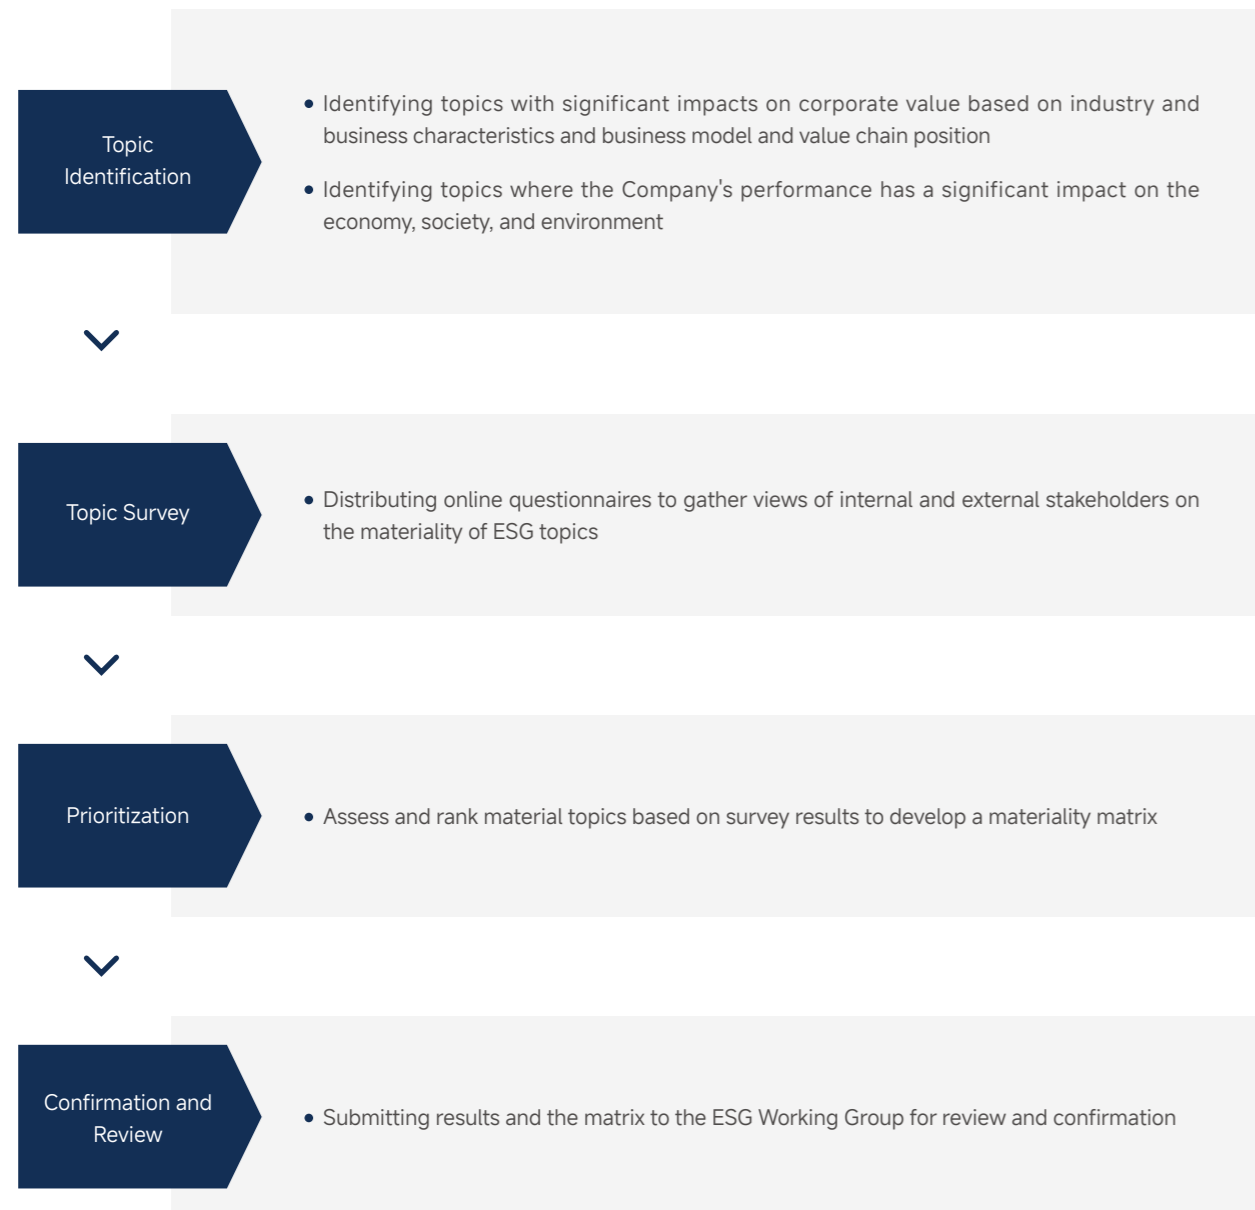 Topic
Identification
• Identifying topics with significant impacts on corporate value based on industry and
business characteristics and business model and value chain position
• Identifying topics where the Company's performance has a significant impact on the
economy, society, and environment
Topic Survey
• Distributing online questionnaires to gather views of internal and external stakeholders on
the materiality of ESG topics
Prioritization
• Assess and rank material topics based on survey results to develop a materiality matrix
Confirmation and
Review
• Submitting results and the matrix to the ESG Working Group for review and confirmation